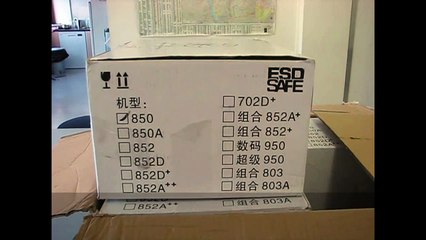 ESD
SAFE
机型：
850
850A
852
852D
852D+
852A++
702D+
组合 852A+
组合 852+
数码 950
超级 950
组合 803
组合 803A
852A++
组合 803A